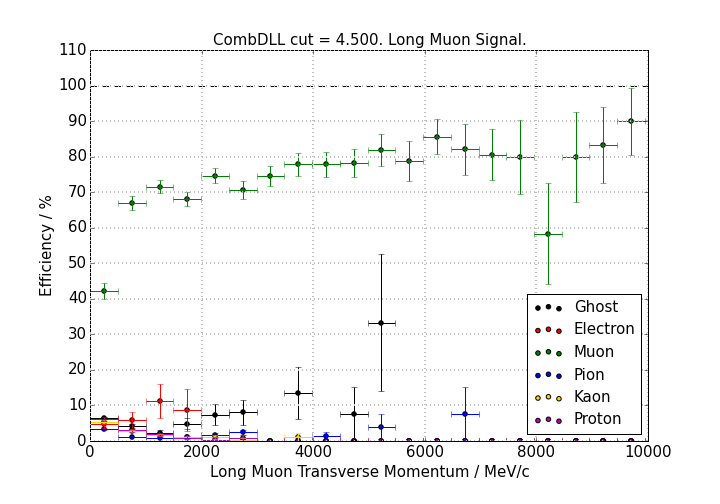 CombDLL cut = 4.500. Long Muon Signal.
110
100
90
80
70
60
50
40
30
20
10
0
Efficiency / %
Ghost
Electron
Muon
Pion
Kaon
Proton
0 2000 4000 6000 8000 10000
Long Muon Transverse Momentum / MeV/c